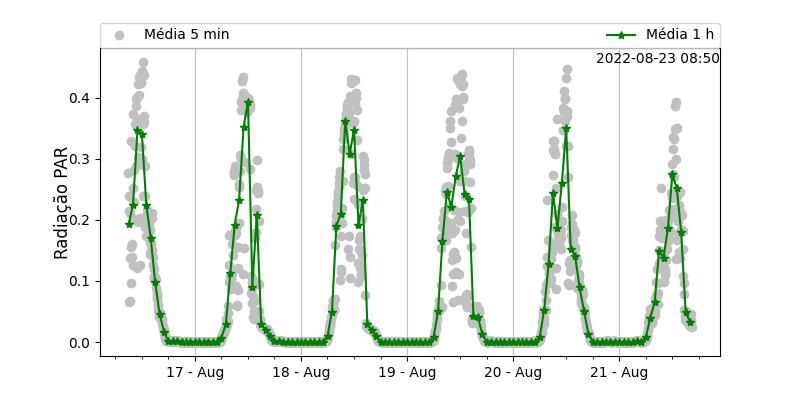 Média 5 min
Média 1 h
2022-08-23 08:50
Radiação PAR
0.4
0.3
0.2
0.1
0.0
17 - Aug
18 - Aug
19 - Aug
20 - Aug
21 - Aug